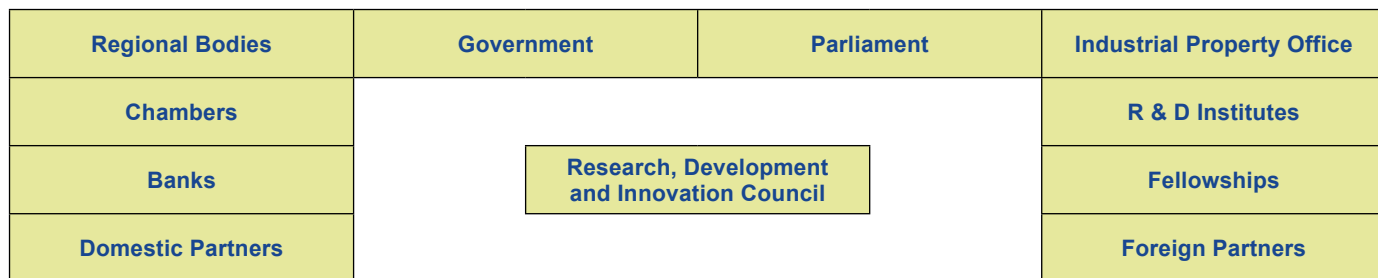 Regional Bodies
Government
Parliament
Industrial Property Office
Chambers
R & D Institutes
Banks
Research, Development
and Innovation Council
Fellowships
Domestic Partners
Foreign Partners